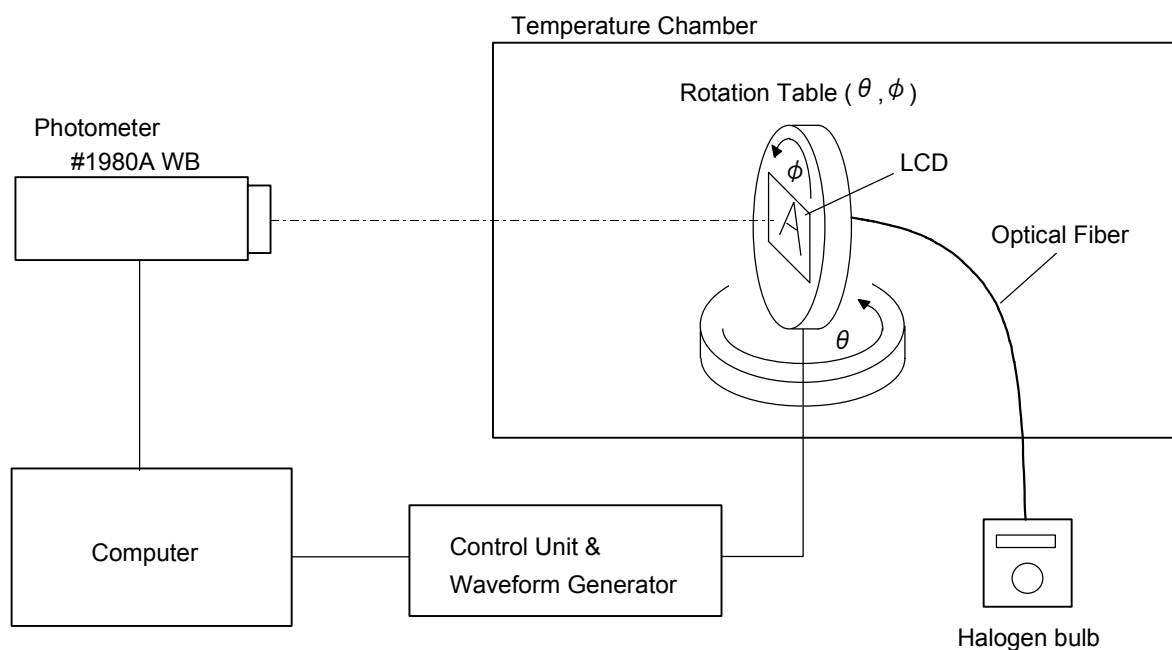 Temperature Chamber
Rotation Table ( θ , φ )
Photometer
#1980A WB
φ
LCD
A
Optical Fiber
θ
Computer
Control Unit &
Waveform Generator
Halogen bulb